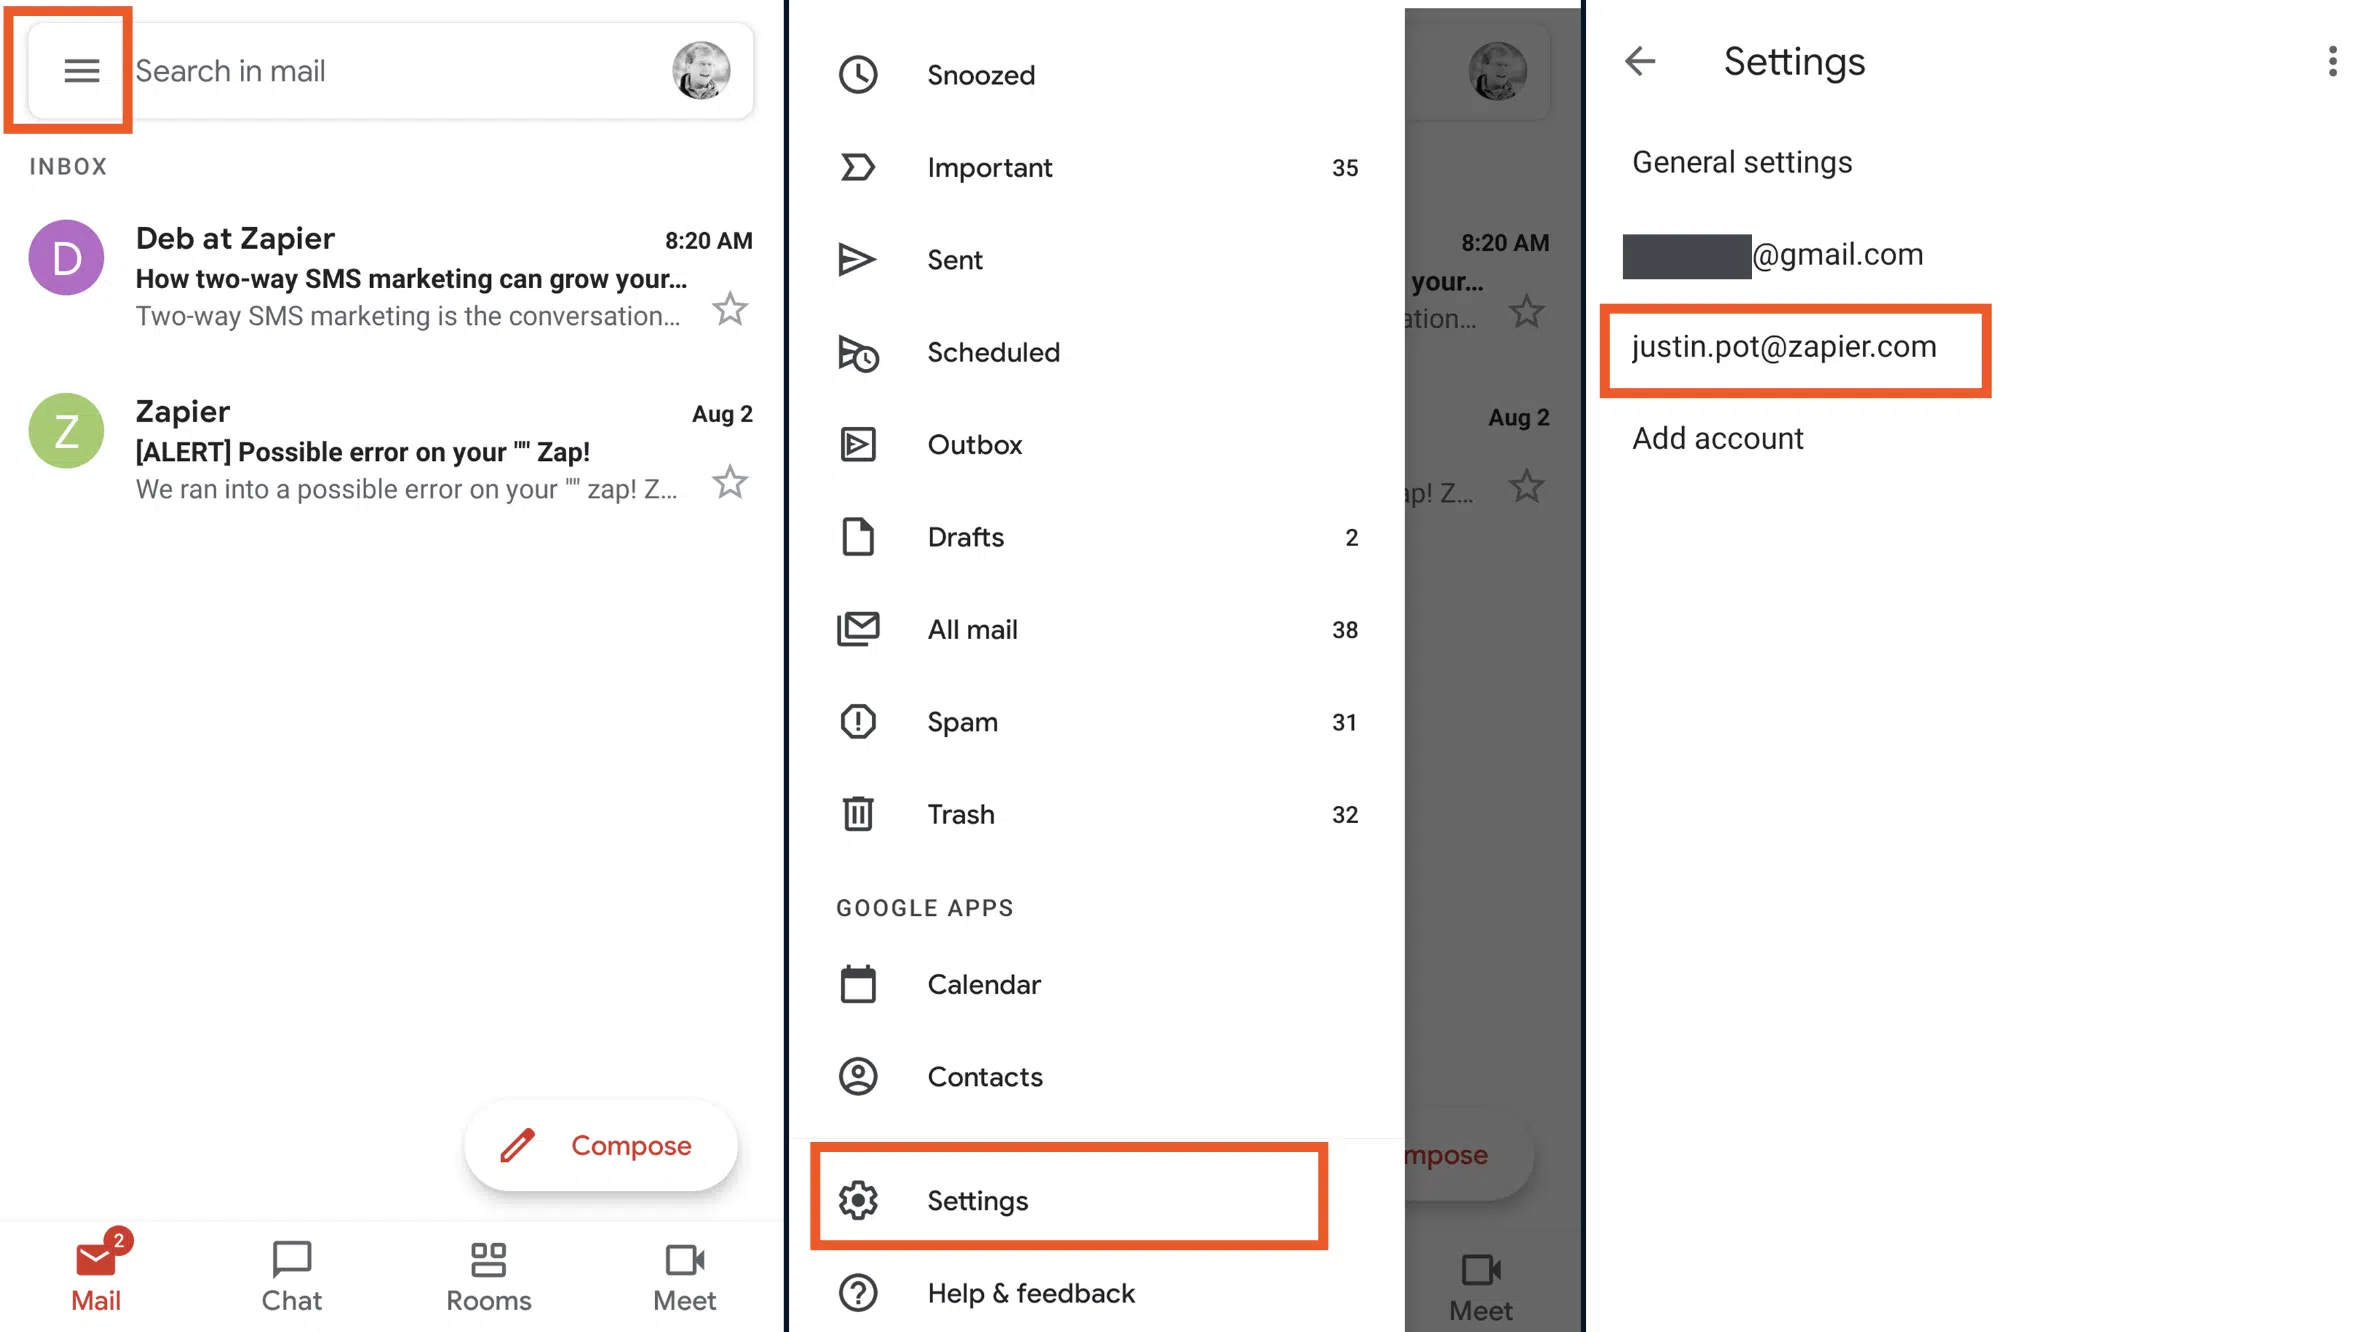 Search in mail
INBOX
D
Deb at Zapier 8:20 AM
How two-way SMS marketing can grow your...
Two-way SMS marketing is the conversation...
Z
Zapier Aug 2
[ALERT] Possible error on your "" Zap!
We ran into a possible error on your "" zap! Z...
Compose
2
Mail Chat Rooms Meet
Snoozed
Important 35
Sent
Scheduled
Outbox
Drafts 2
All mail 38
Spam 31
Trash 32
GOOGLE APPS
Calendar
Contacts
Settings
Help & feedback
8:20 AM
your...
ation...
Aug 2
ap! Z...
mpose
Meet
Settings
General settings
@gmail.com
justin.pot@zapier.com
Add account